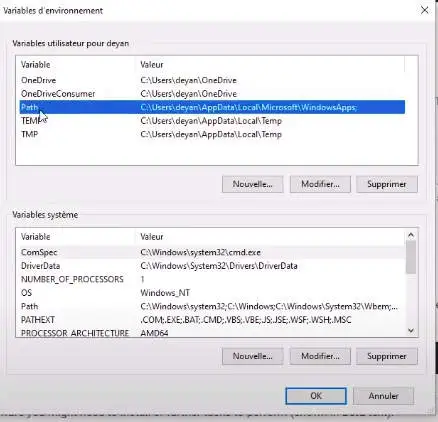 Variables d'environnement
Variables utilisateur pour deyan
Variable Valeur
OneDrive C:\Users\deyan\OneDrive
OneDriveConsumer C:\Users\deyan\OneDrive
Path C:\Users\deyan\AppData\Local\Microsoft\WindowsApps;
TEMP C:\Users\deyan\AppData\Local\Temp
TMP C:\Users\deyan\AppData\Local\Temp
Nouvelle... Modifier... Supprimer
Variables système
Variable Valeur
ComSpec C:\Windows\system32\cmd.exe
DriverData C:\Windows\System32\Drivers\DriverData
NUMBER_OF_PROCESSORS 1
OS Windows_NT
Path C:\Windows\system32;C:\Windows;C:\Windows\System32\Wbem;...
PATHEXT .COM;.EXE;.BAT;.CMD;.VBS;.VBE;.JS;.JSE;.WSF;.WSH;.MSC
PROCESSOR_ARCHITECTURE AMD64
Nouvelle... Modifier... Supprimer
OK Annuler